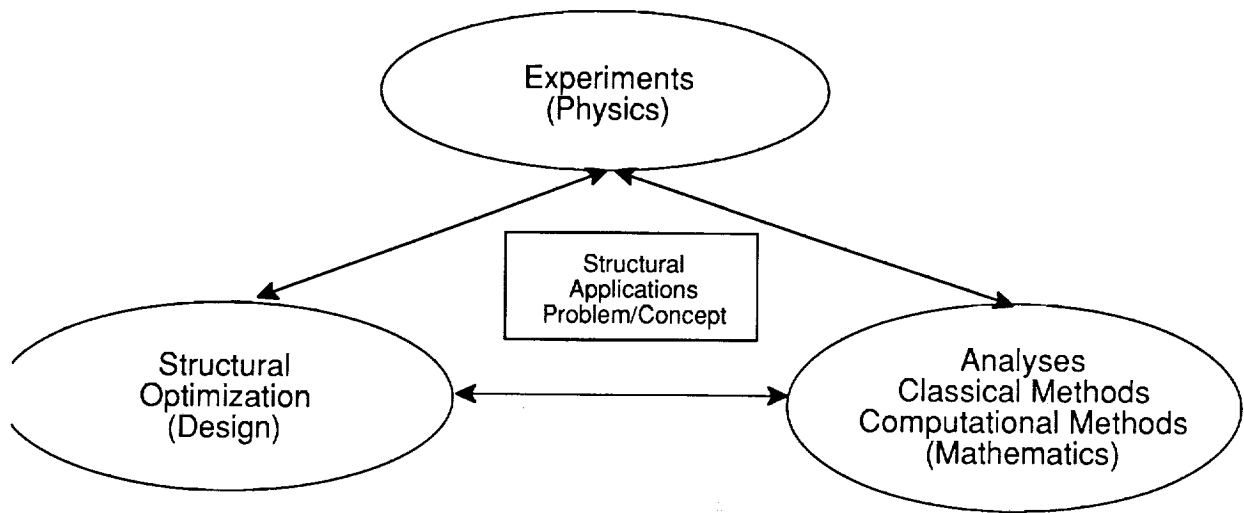 Experiments
(Physics)
Structural
Applications
Problem/Concept
Structural
Optimization
(Design)
Analyses
Classical Methods
Computational Methods
(Mathematics)